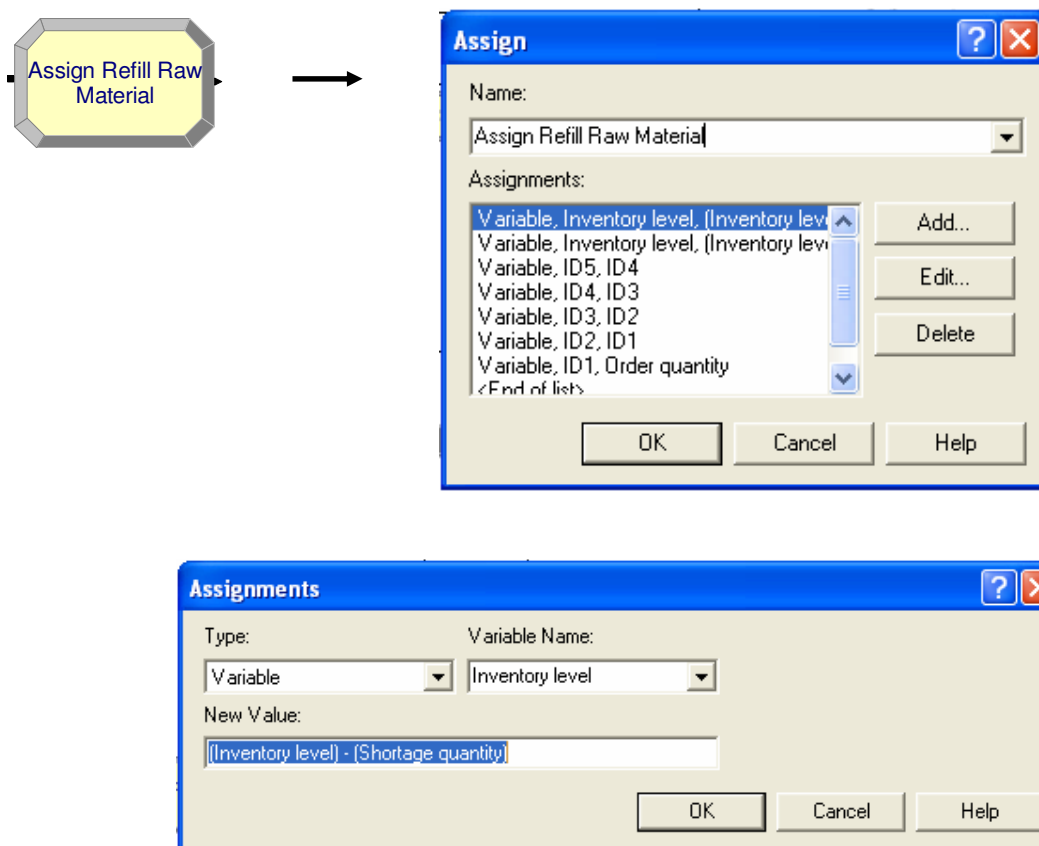 Assign Refill Raw
Material
Assign
Name:
Assign Refill Raw Material
Assignments:
Variable, Inventory level, (Inventory leve
Variable, Inventory level, (Inventory leve
Variable, ID5, ID4
Variable, ID4, ID3
Variable, ID3, ID2
Variable, ID2, ID1
Variable, ID1, Order quantity
<End of list>
Add...
Edit...
Delete
OK Cancel Help
Assignments
Type: Variable Name:
Variable Inventory level
New Value:
(Inventory level) - (Shortage quantity)
OK Cancel Help